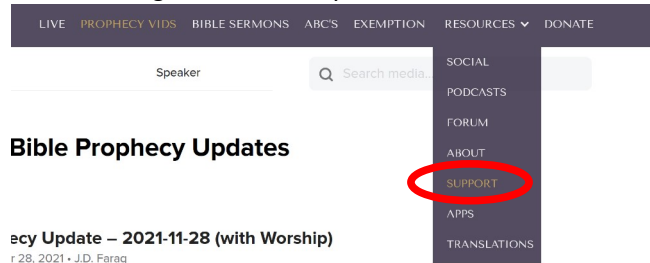 LIVE PROPHECY VIDS BIBLE SERMONS ABC'S EXEMPTION RESOURCES DONATE
Speaker
Search media...
SOCIAL
PODCASTS
FORUM
ABOUT
SUPPORT
APPS
TRANSLATIONS
Bible Prophecy Updates
ecy Update – 2021-11-28 (with Worship)
r 28, 2021 • J.D. Farag